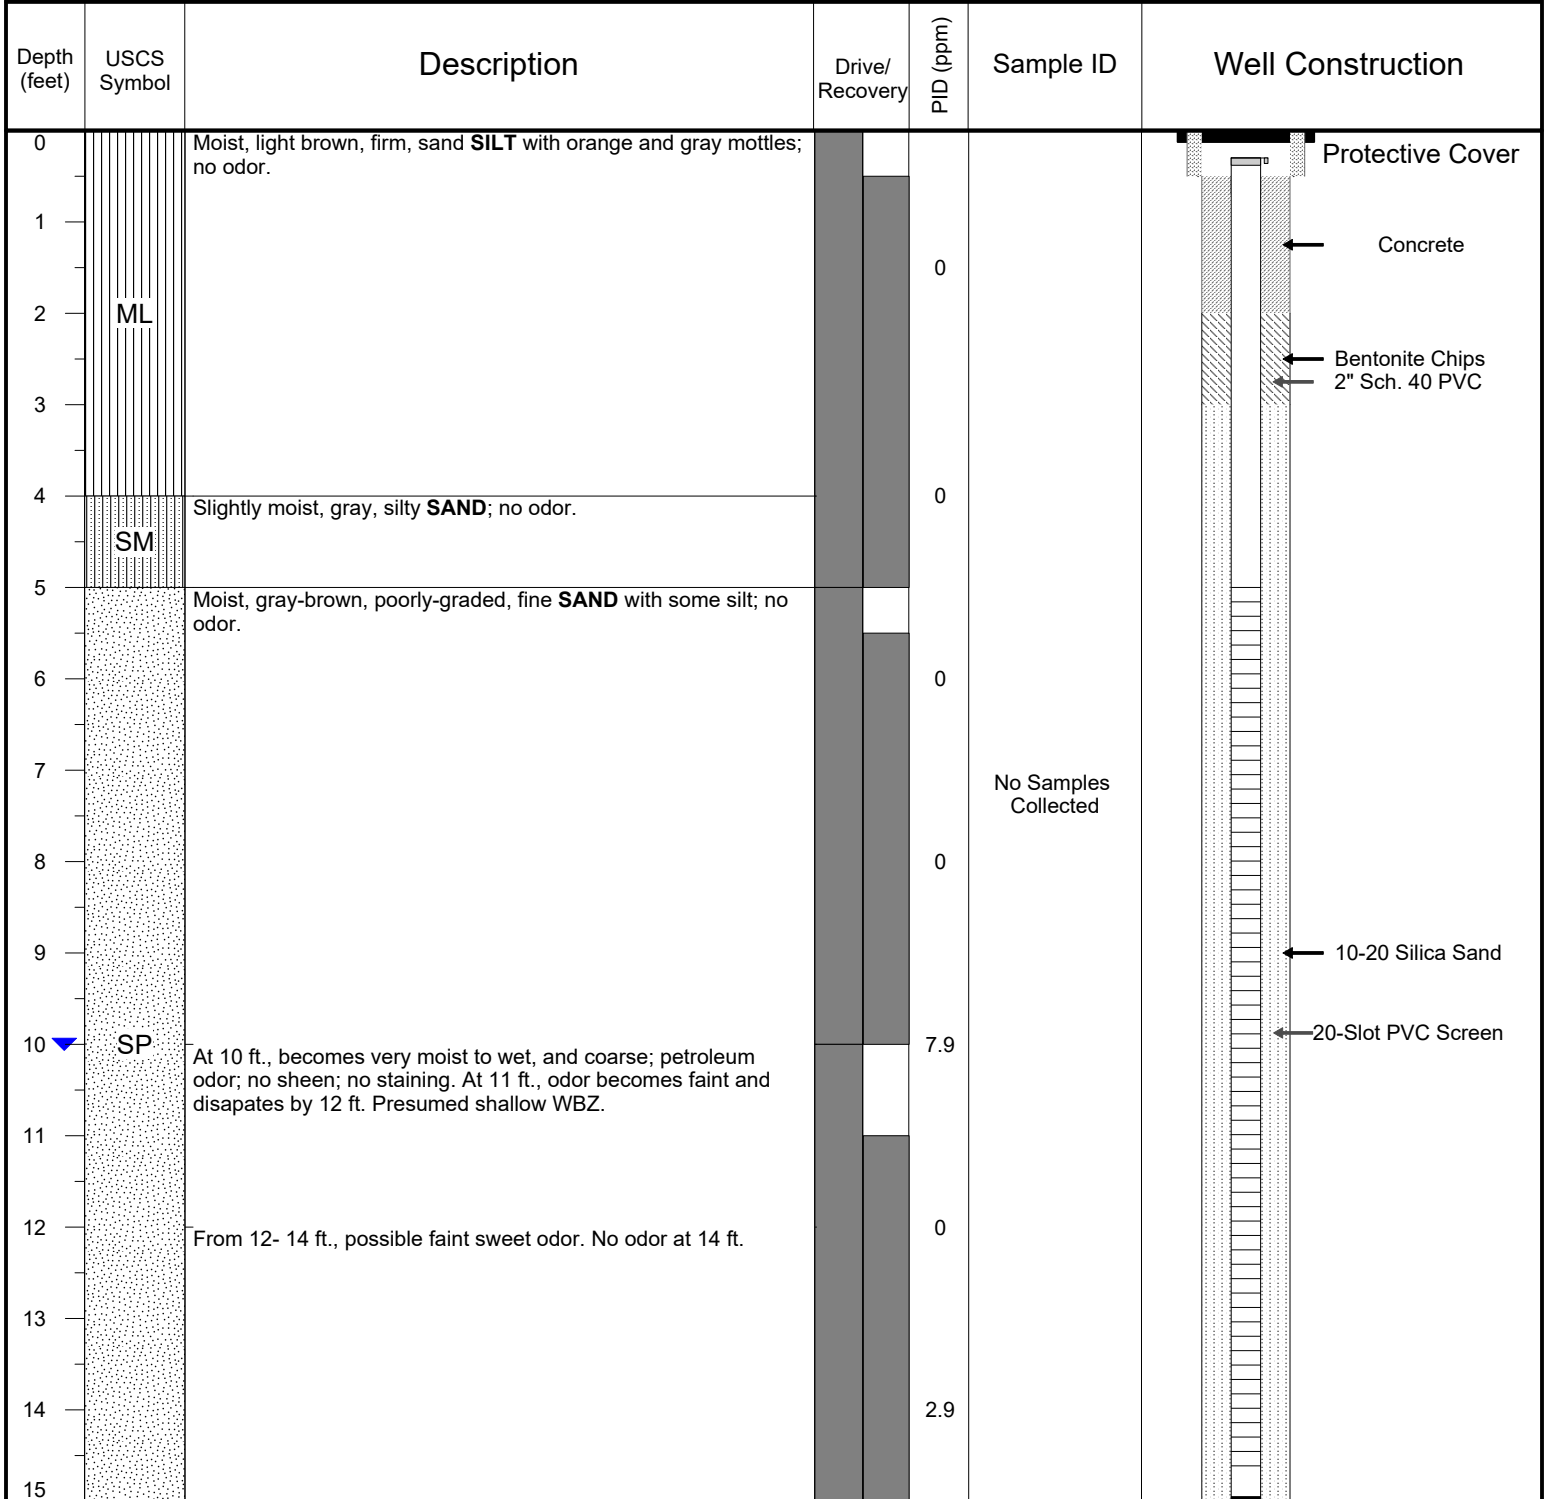 Depth
(feet)
USCS
Symbol
Description
Drive/
Recovery
PID (ppm)
Sample ID
Well Construction
0
Moist, light brown, firm, sand SILT with orange and gray mottles;
no odor.
Protective Cover
1
Concrete
0
2
ML
Bentonite Chips
2" Sch. 40 PVC
3
4
0
Slightly moist, gray, silty SAND; no odor.
SM
5
Moist, gray-brown, poorly-graded, fine SAND with some silt; no
odor.
6
0
7
No Samples
Collected
8
0
9
10-20 Silica Sand
20-Slot PVC Screen
10
SP
7.9
At 10 ft., becomes very moist to wet, and coarse; petroleum
odor; no sheen; no staining. At 11 ft., odor becomes faint and
disapates by 12 ft. Presumed shallow WBZ.
11
12
0
From 12- 14 ft., possible faint sweet odor. No odor at 14 ft.
13
14
2.9
15